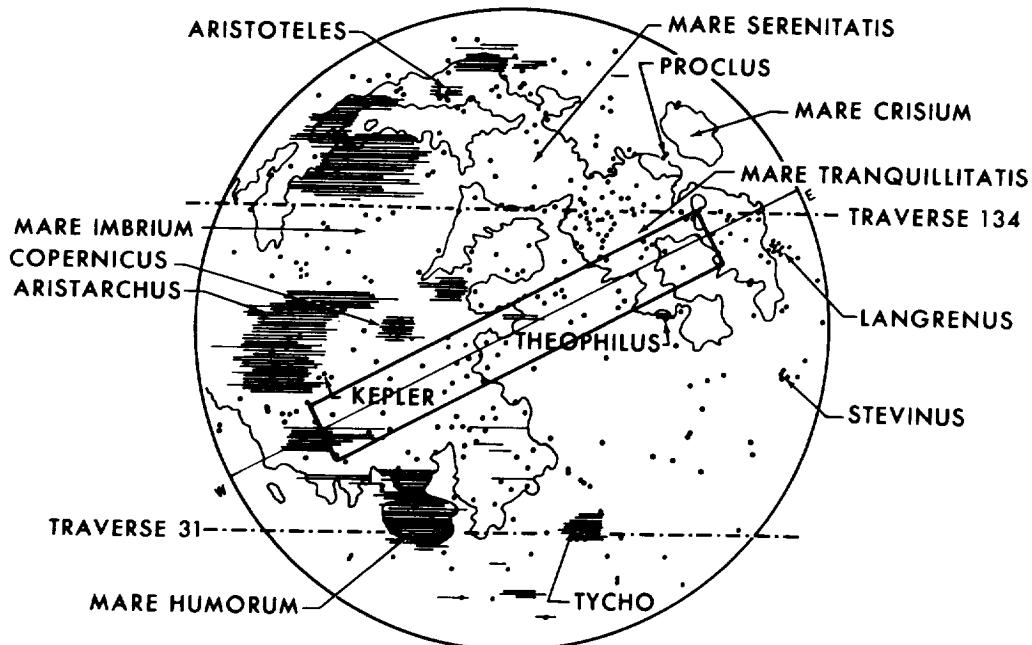 ARISTOTELES
MARE SERENITATIS
PROCLUS
MARE CRISIUM
MARE TRANQUILLITATIS
E
TRAVERSE 134
MARE IMBRIUM
COPERNICUS
ARISTARCHUS
LANGRENUS
THEOPHILUS
KEPLER
STEVINUS
W
TRAVERSE 31
MARE HUMORUM
TYCHO